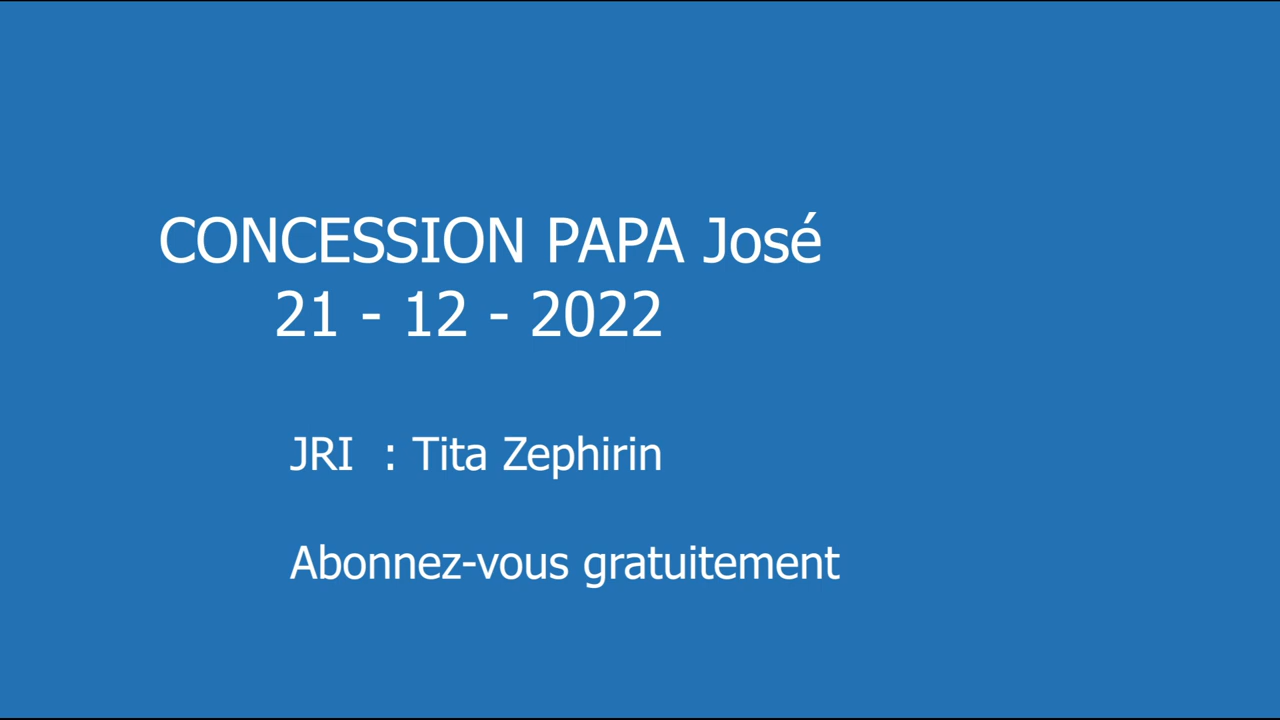 CONCESSION PAPA José
21 - 12 - 2022
JRI : Tita Zephirin
Abonnez-vous gratuitement